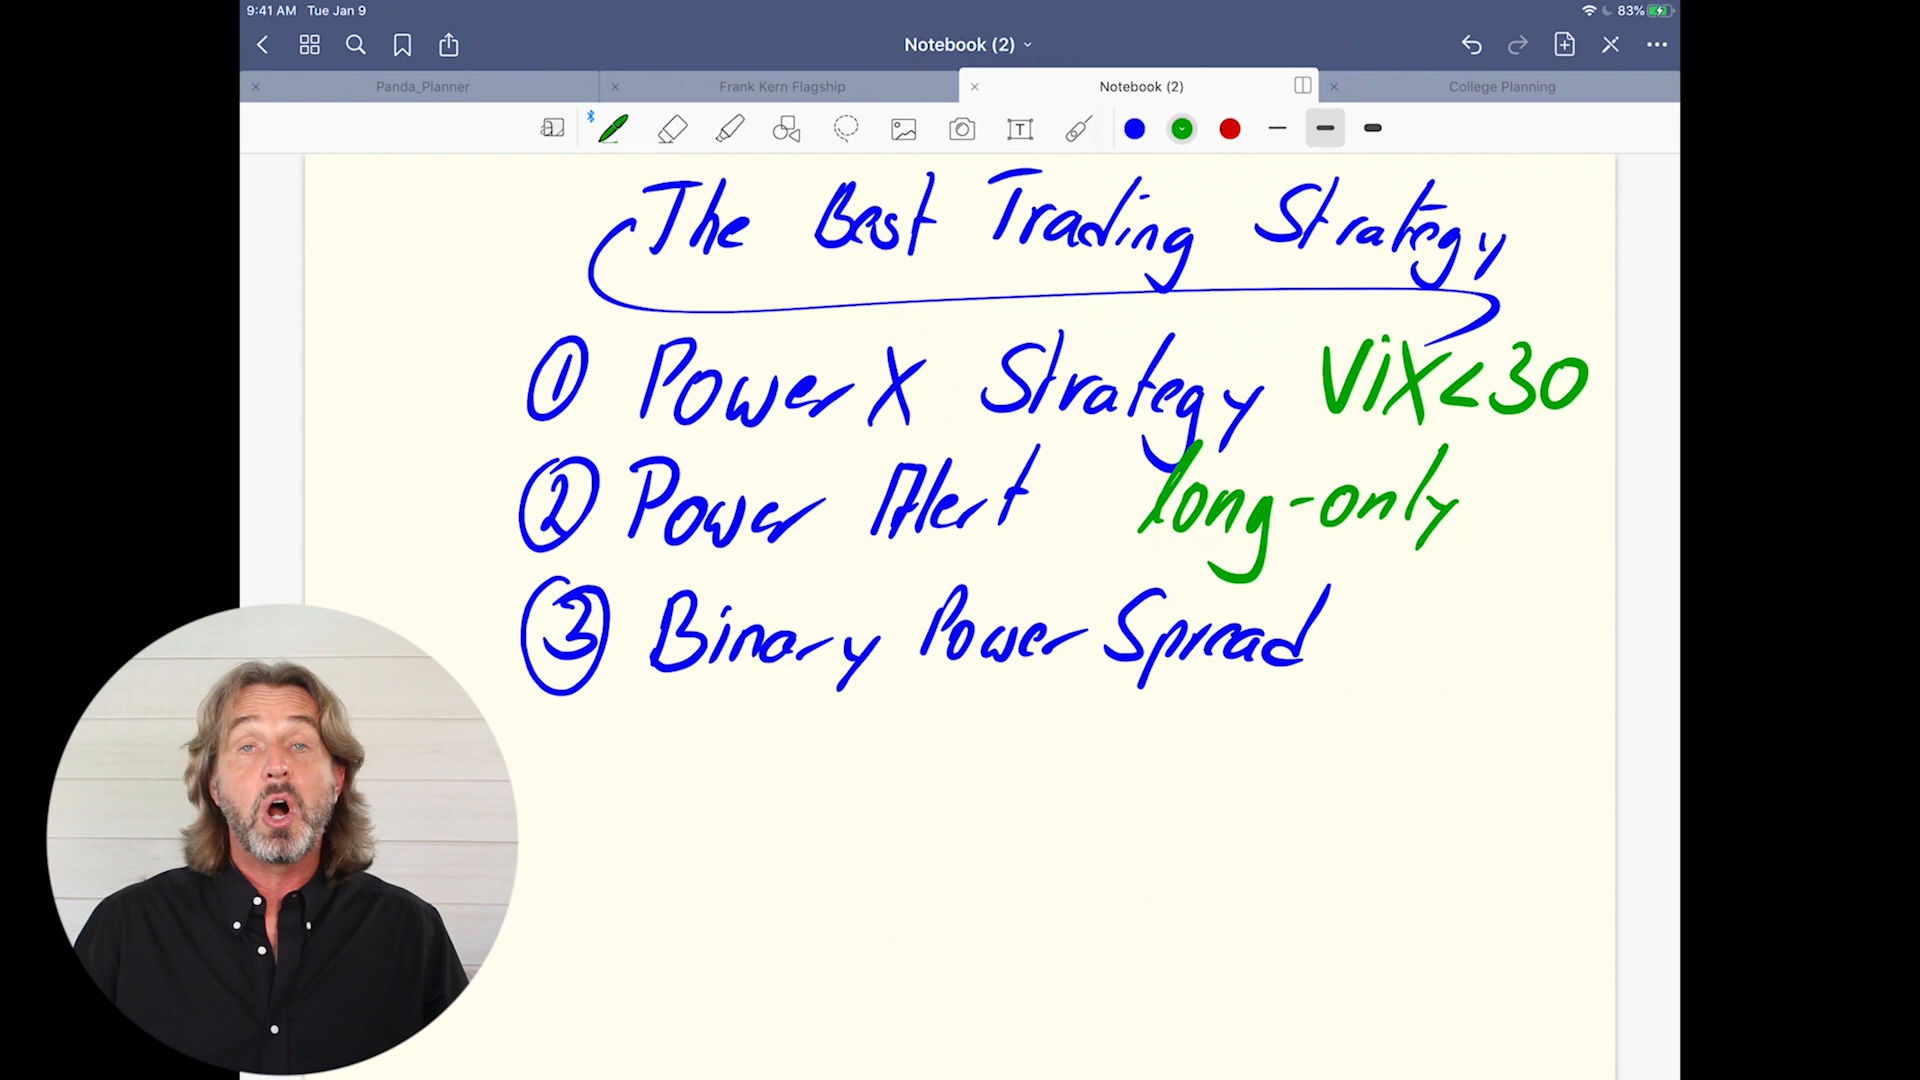 9:41 AM Tue Jan 9 83%
Notebook (2)
Panda_Planner Frank Kern Flagship Notebook (2) College Planning
The Best Trading Strategy
1 PowerX Strategy ViX<30
2 Power Alert long-only
3 Binary Power Spread